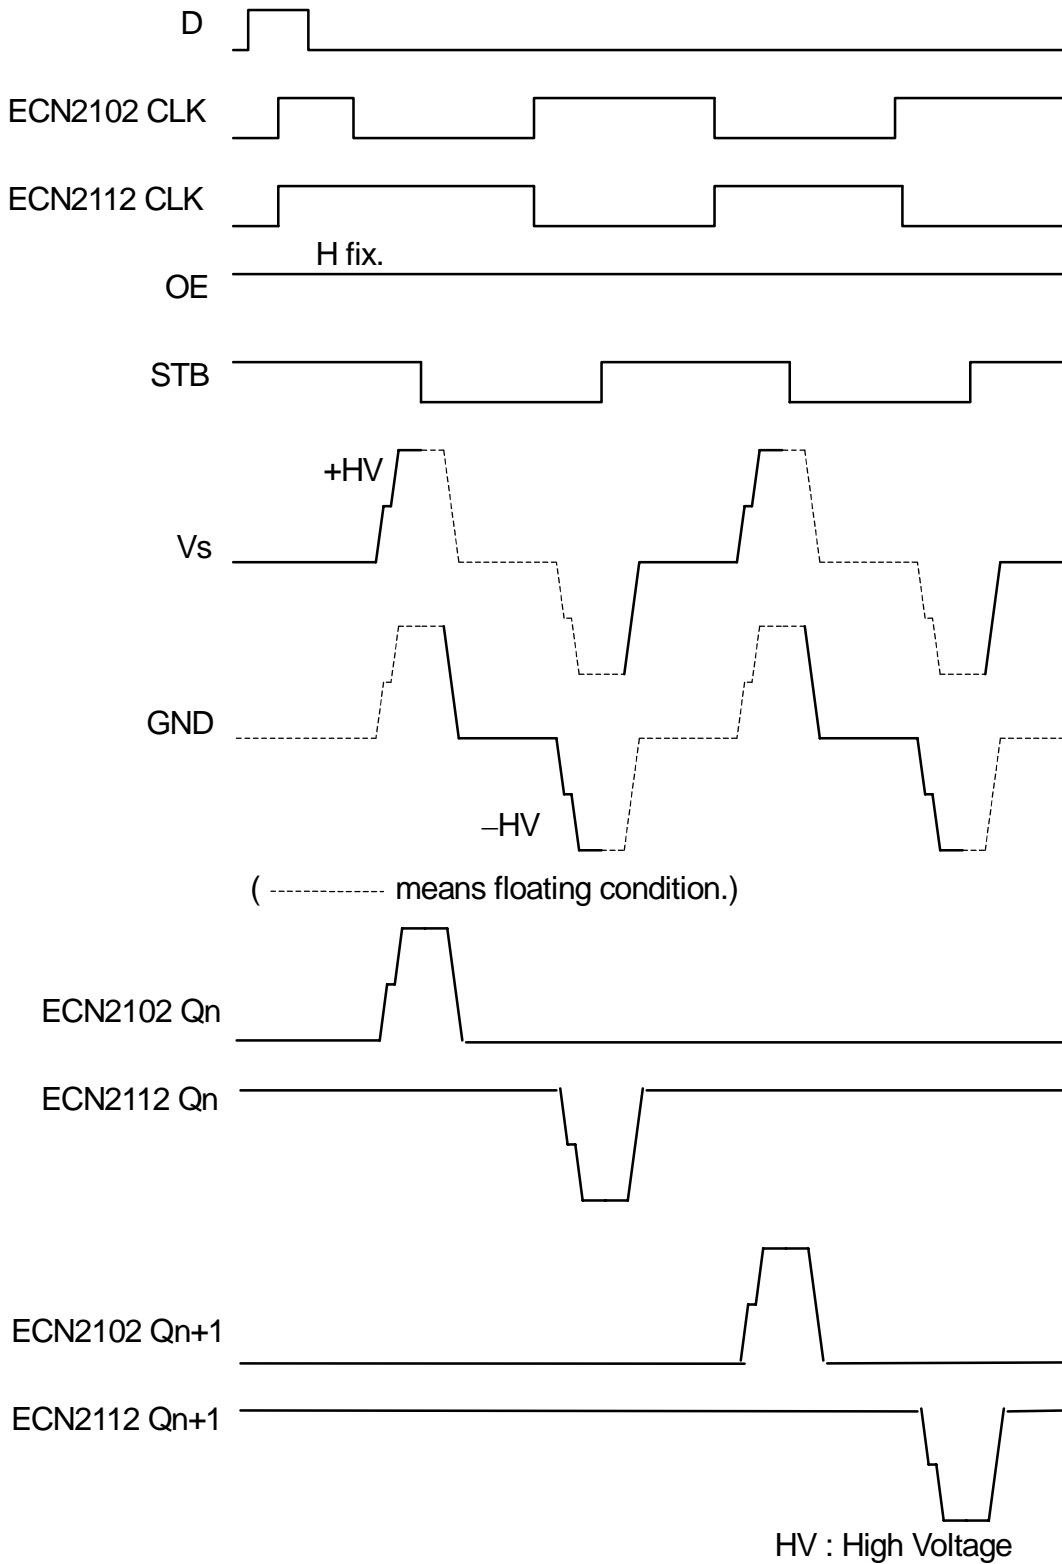 D
ECN2102 CLK
ECN2112 CLK
H fix.
OE
STB
+HV
Vs
GND
−HV
( ---------- means floating condition.)
ECN2102 Qn
ECN2112 Qn
ECN2102 Qn+1
ECN2112 Qn+1
HV : High Voltage